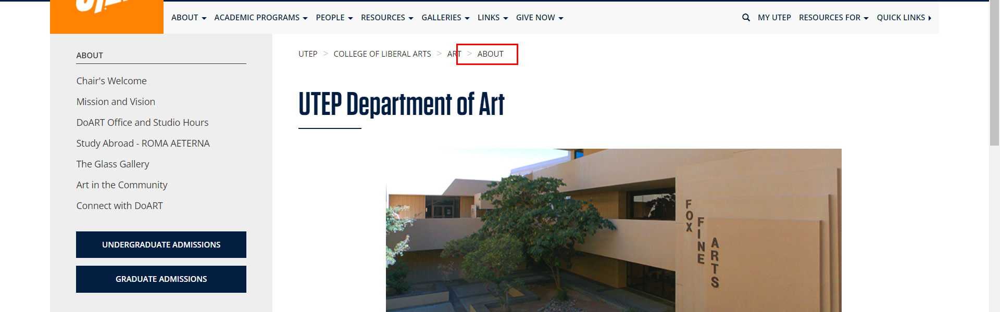 ABOUT ACADEMIC PROGRAMS PEOPLE RESOURCES GALLERIES LINKS GIVE NOW MY UTEP RESOURCES FOR QUICK LINKS
ABOUT
Chair's Welcome
Mission and Vision
DoART Office and Studio Hours
Study Abroad - ROMA AETERNA
The Glass Gallery
Art in the Community
Connect with DoART
UNDERGRADUATE ADMISSIONS
GRADUATE ADMISSIONS
UTEP > COLLEGE OF LIBERAL ARTS > ART > ABOUT
UTEP Department of Art
FOX
FINE
ARTS